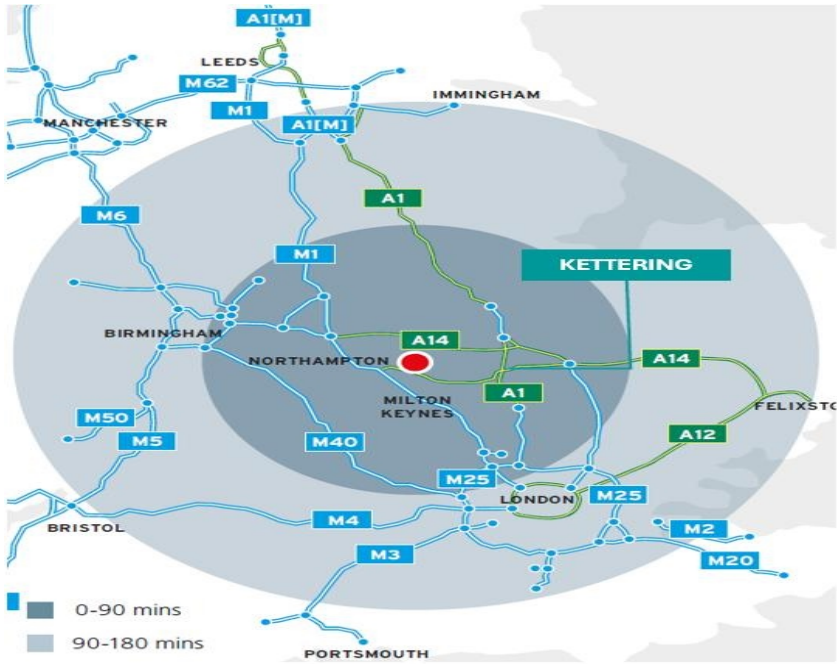 A1[M]
LEEDS
M62
IMMINGHAM
M1
A1[M]
MANCHESTER
A1
M6
M1
KETTERING
BIRMINGHAM
A14
NORTHAMPTON
A14
MILTON
KEYNES
A1
FELIXSTO
M50
M5
M40
A12
M25
LONDON
M25
BRISTOL
M4
M2
M3
M20
0-90 mins
90-180 mins
PORTSMOUTH